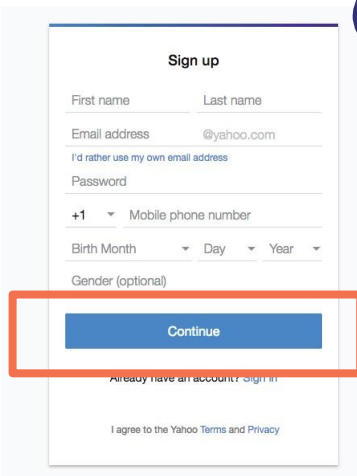 Sign up
First name Last name
Email address @yahoo.com
I'd rather use my own email address
Password
+1 Mobile phone number
Birth Month Day Year
Gender (optional)
Continue
Already have an account? Sign in
I agree to the Yahoo Terms and Privacy